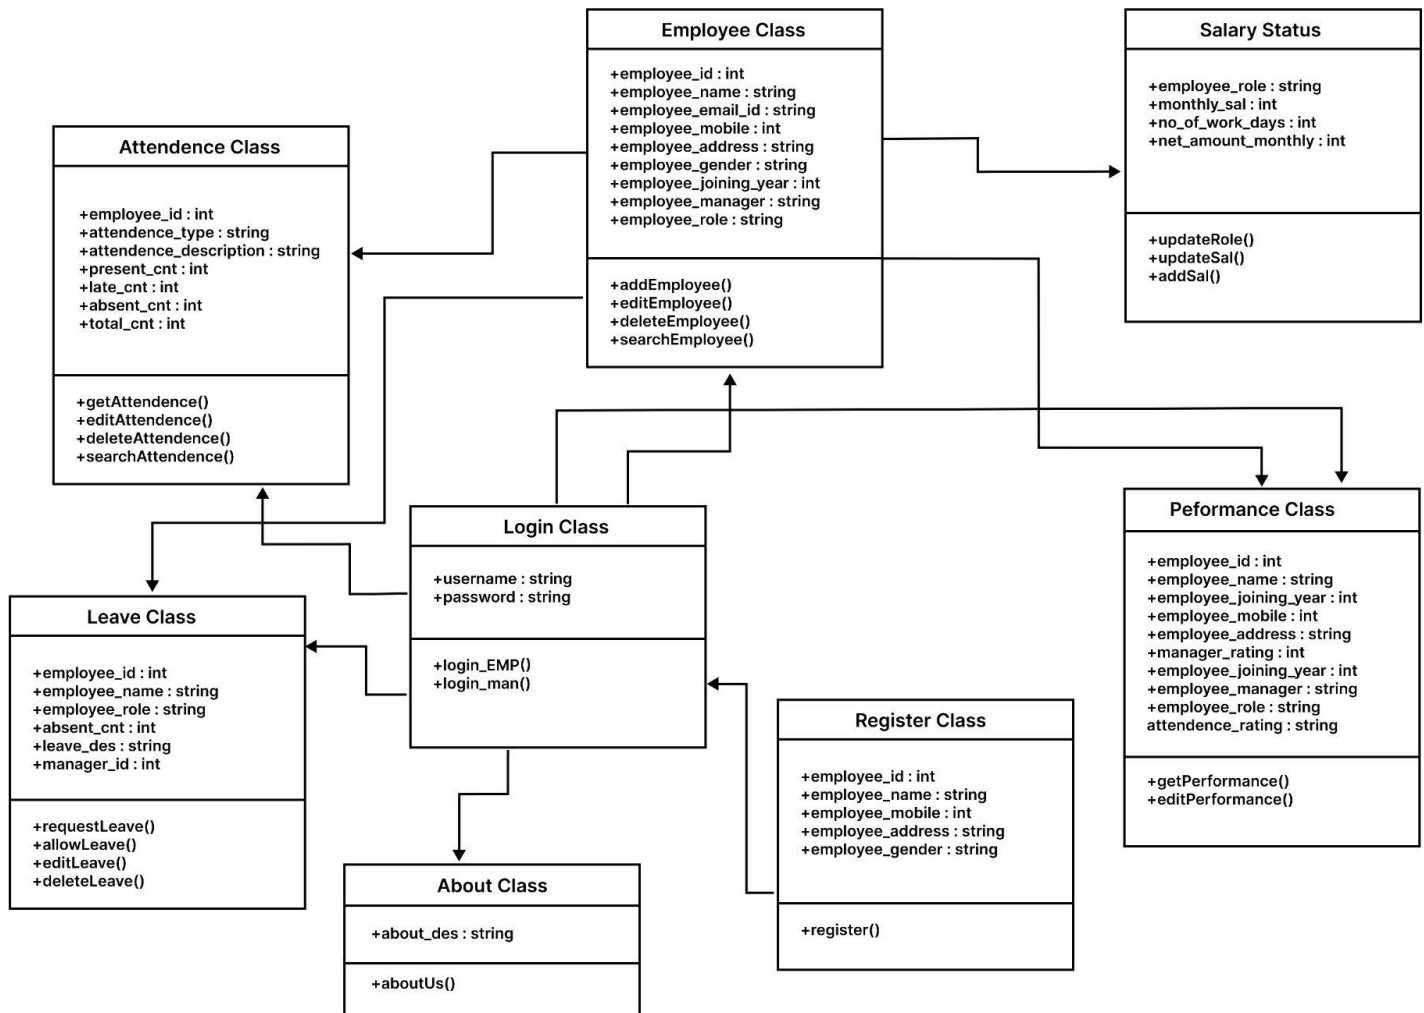 Employee Class
+employee_id : int
+employee_name : string
+employee_email_id : string
+employee_mobile : int
+employee_address : string
+employee_gender : string
+employee_joining_year : int
+employee_manager : string
+employee_role : string
+addEmployee()
+editEmployee()
+deleteEmployee()
+searchEmployee()
Salary Status
+employee_role : string
+monthly_sal : int
+no_of_work_days : int
+net_amount_monthly : int
+updateRole()
+updateSal()
+addSal()
Attendence Class
+employee_id : int
+attendence_type : string
+attendence_description : string
+present_cnt : int
+late_cnt : int
+absent_cnt : int
+total_cnt : int
+getAttendence()
+editAttendence()
+deleteAttendence()
+searchAttendence()
Login Class
+username : string
+password : string
+login_EMP()
+login_man()
Peformance Class
+employee_id : int
+employee_name : string
+employee_joining_year : int
+employee_mobile : int
+employee_address : string
+manager_rating : int
+employee_joining_year : int
+employee_manager : string
+employee_role : string
attendence_rating : string
+getPerformance()
+editPerformance()
Leave Class
+employee_id : int
+employee_name : string
+employee_role : string
+absent_cnt : int
+leave_des : string
+manager_id : int
+requestLeave()
+allowLeave()
+editLeave()
+deleteLeave()
Register Class
+employee_id : int
+employee_name : string
+employee_mobile : int
+employee_address : string
+employee_gender : string
+register()
About Class
+about_des : string
+aboutUs()